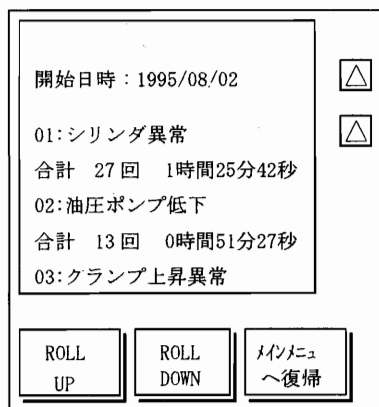 開始日時：1995/08/02
△
01:シリンダ異常
△
合計 27回 1時間25分42秒
02:油圧ポンプ低下
合計 13回 0時間51分27秒
03:クランプ上昇異常
ROLL
UP
ROLL
DOWN
ﾒｲﾝﾒﾆｭ
へ復帰